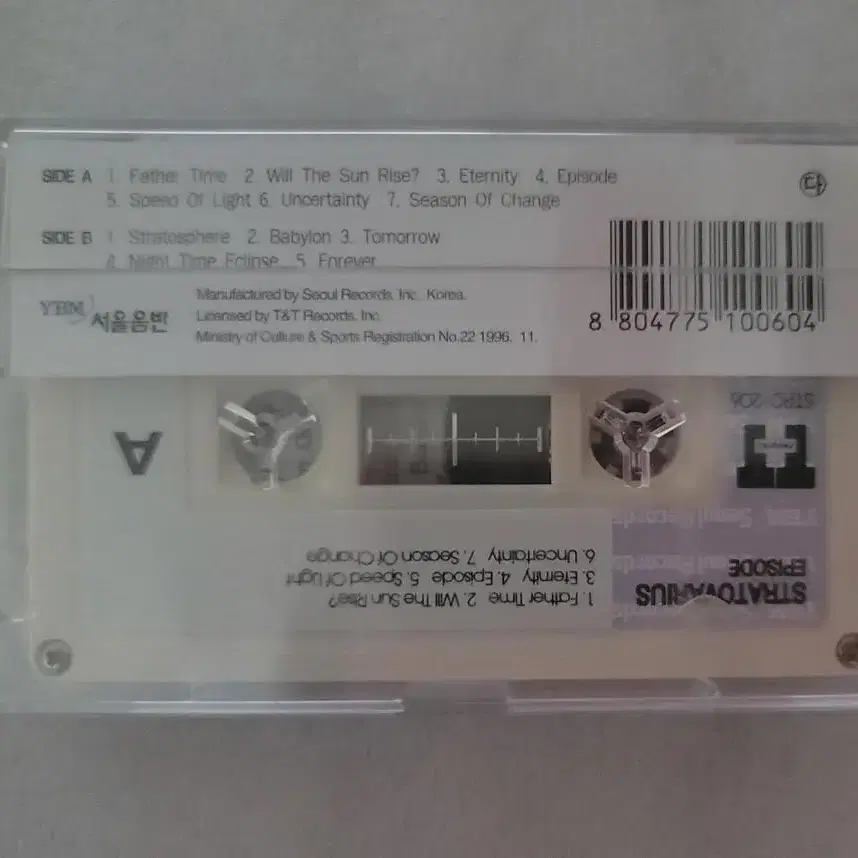 SIDE A 1. Father Time 2. Will The Sun Rise? 3. Eternity 4. Episode
5. Speed Of Light 6. Uncertainty 7. Season Of Change
다
SIDE B 1. Stratosphere 2. Babylon 3. Tomorrow
4. Night Time Eclipse 5. Forever
YBM 서울음반
Manufactured by Seoul Records, Inc., Korea.
Licensed by T&T Records, Inc.
Ministry of Culture & Sports Registration No.22 1996. 11.
8 804775 100604
A
STRATOVARIUS
EPISODE
1. Father Time 2. Will The Sun Rise?
3. Eternity 4. Episode 5. Speed Of Light
6. Uncertainty 7. Season Of Change
Seoul Records